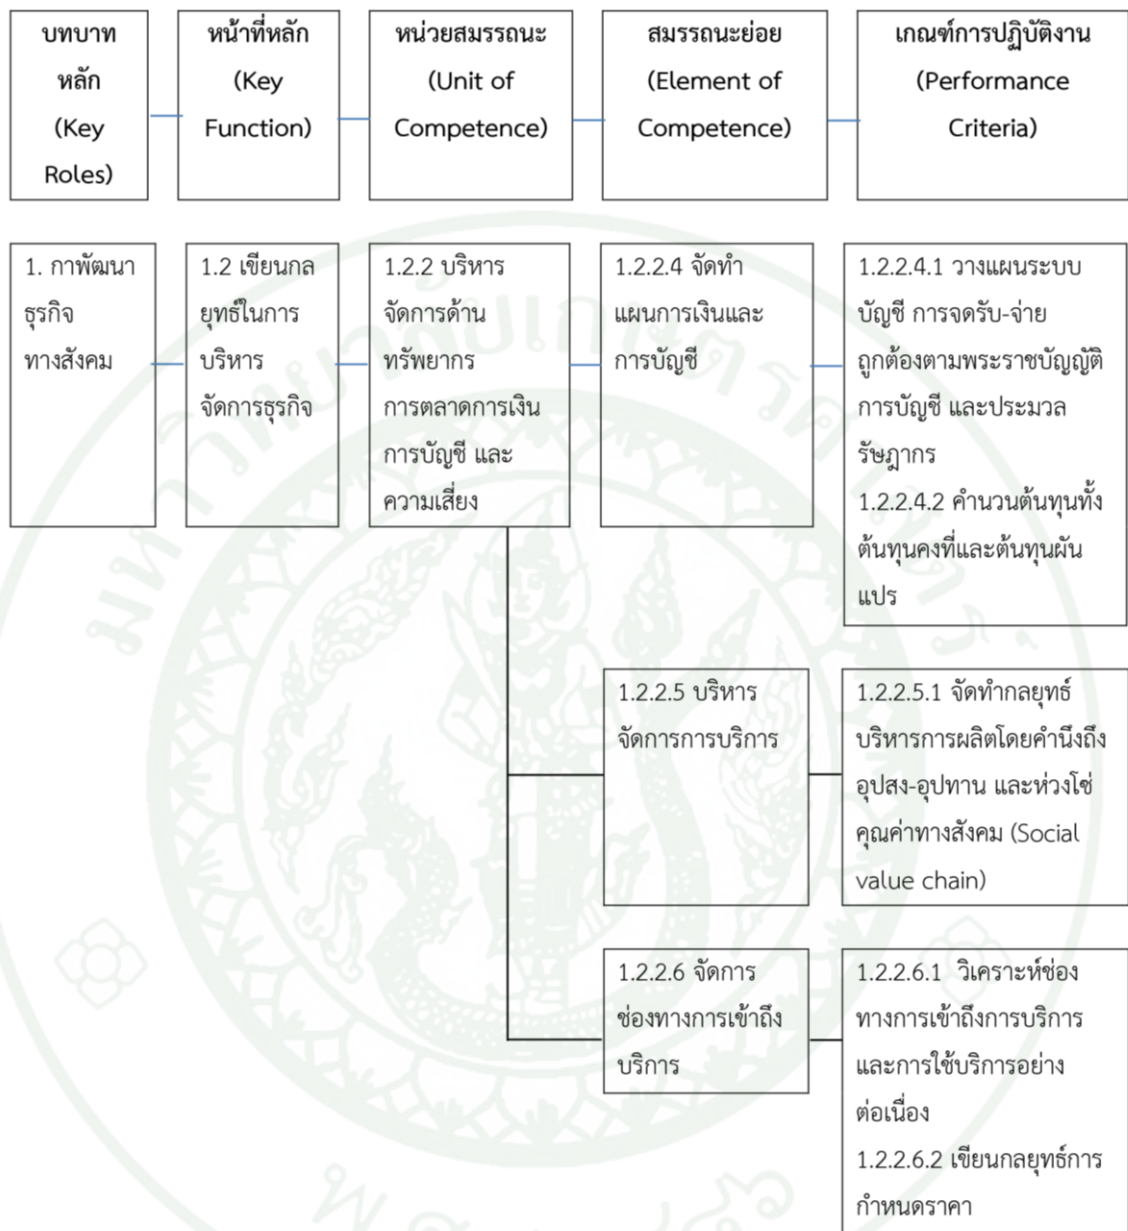 บทบาท
หลัก
(Key
Roles)
หน้าที่หลัก
(Key
Function)
หน่วยสมรรถนะ
(Unit of
Competence)
สมรรถนะย่อย
(Element of
Competence)
เกณฑ์การปฏิบัติงาน
(Performance
Criteria)
1. กาพัฒนา
ธุรกิจ
ทางสังคม
1.2 เขียนกล
ยุทธ์ในการ
บริหาร
จัดการธุรกิจ
1.2.2 บริหาร
จัดการด้าน
ทรัพยากร
การตลาดการเงิน
การบัญชี และ
ความเสี่ยง
1.2.2.4 จัดทำ
แผนการเงินและ
การบัญชี
1.2.2.4.1 วางแผนระบบ
บัญชี การจดรับ-จ่าย
ถูกต้องตามพระราชบัญญัติ
การบัญชี และประมวล
รัษฎากร
1.2.2.4.2 คำนวนต้นทุนทั้ง
ต้นทุนคงที่และต้นทุนผัน
แปร
1.2.2.5 บริหาร
จัดการการบริการ
1.2.2.5.1 จัดทำกลยุทธ์
บริหารการผลิตโดยคำนึงถึง
อุปสง-อุปทาน และห่วงโซ่
คุณค่าทางสังคม (Social
value chain)
1.2.2.6 จัดการ
ช่องทางการเข้าถึง
บริการ
1.2.2.6.1 วิเคราะห์ช่อง
ทางการเข้าถึงการบริการ
และการใช้บริการอย่าง
ต่อเนื่อง
1.2.2.6.2 เขียนกลยุทธ์การ
กำหนดราคา
มหาวิทยาลัยเกษตรศาสตร์